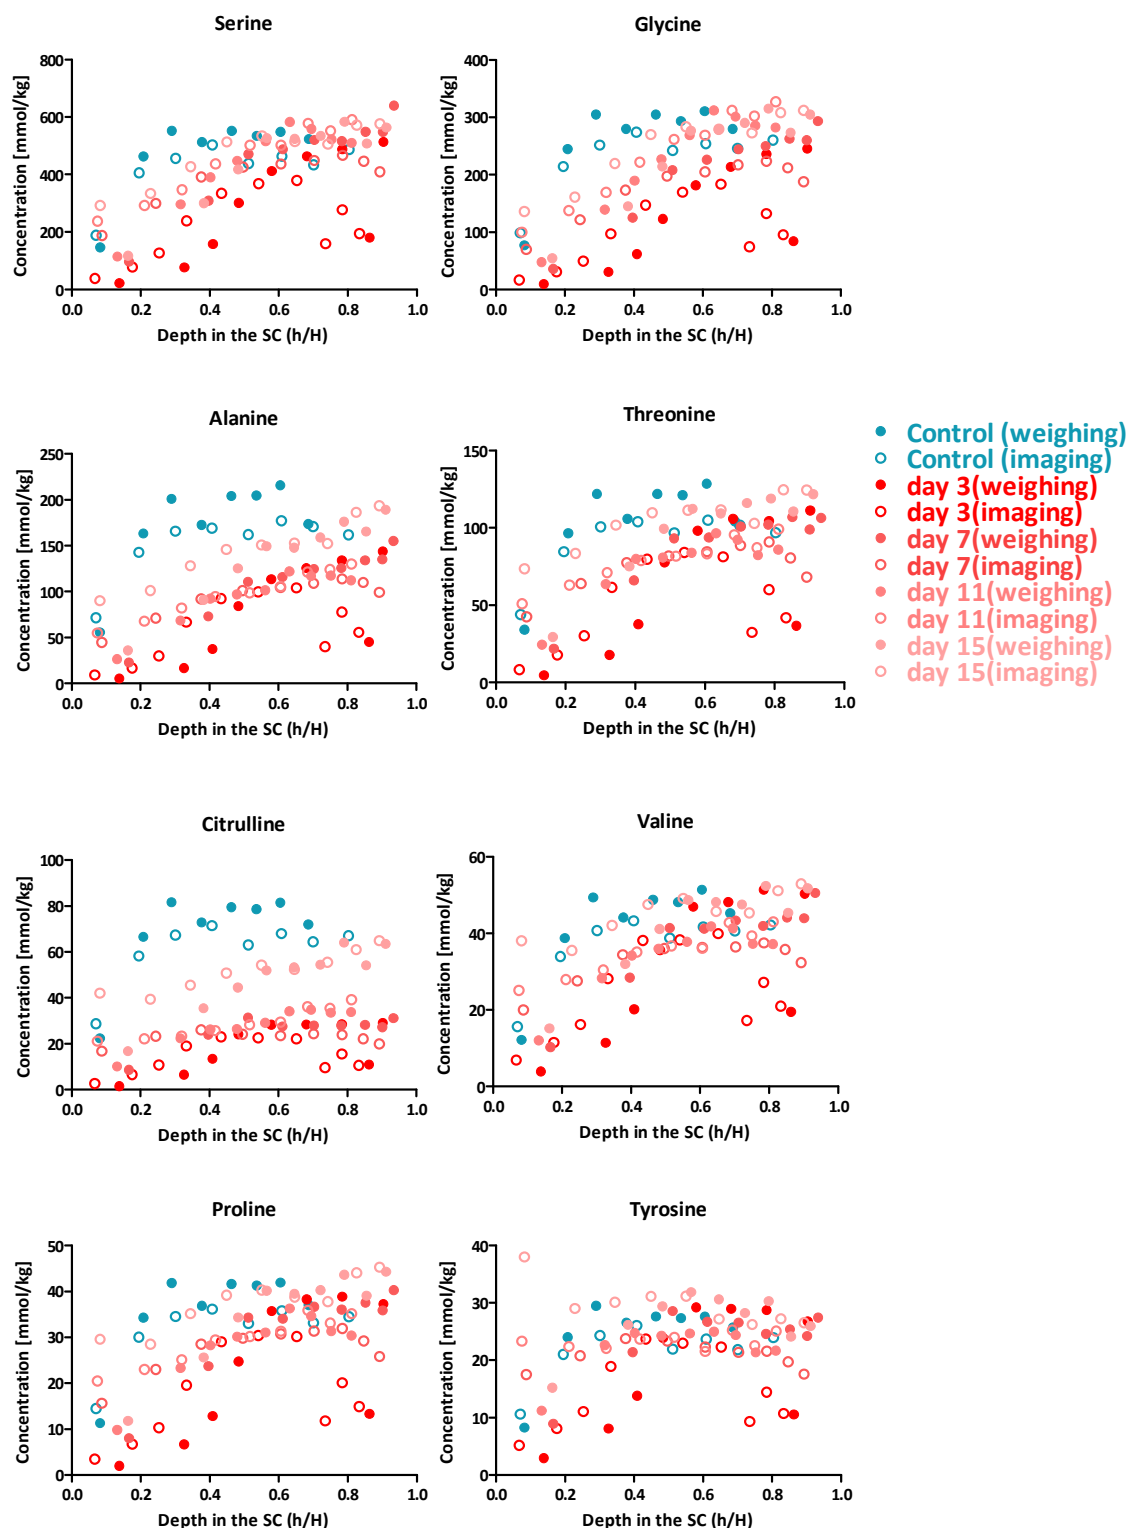 Serine
Concentration [mmol/kg]
800
600
400
200
0
0.0 0.2 0.4 0.6 0.8 1.0
Depth in the SC (h/H)
Glycine
Concentration [mmol/kg]
400
300
200
100
0
0.0 0.2 0.4 0.6 0.8 1.0
Depth in the SC (h/H)
Alanine
Concentration [mmol/kg]
250
200
150
100
50
0
0.0 0.2 0.4 0.6 0.8 1.0
Depth in the SC (h/H)
Threonine
Concentration [mmol/kg]
150
100
50
0
0.0 0.2 0.4 0.6 0.8 1.0
Depth in the SC (h/H)
Control (weighing)
Control (imaging)
day 3(weighing)
day 3(imaging)
day 7(weighing)
day 7(imaging)
day 11(weighing)
day 11(imaging)
day 15(weighing)
day 15(imaging)
Citrulline
Concentration [mmol/kg]
100
80
60
40
20
0
0.0 0.2 0.4 0.6 0.8 1.0
Depth in the SC (h/H)
Valine
Concentration [mmol/kg]
60
40
20
0
0.0 0.2 0.4 0.6 0.8 1.0
Depth in the SC (h/H)
Proline
Concentration [mmol/kg]
50
40
30
20
10
0
0.0 0.2 0.4 0.6 0.8 1.0
Depth in the SC (h/H)
Tyrosine
Concentration [mmol/kg]
40
30
20
10
0
0.0 0.2 0.4 0.6 0.8 1.0
Depth in the SC (h/H)